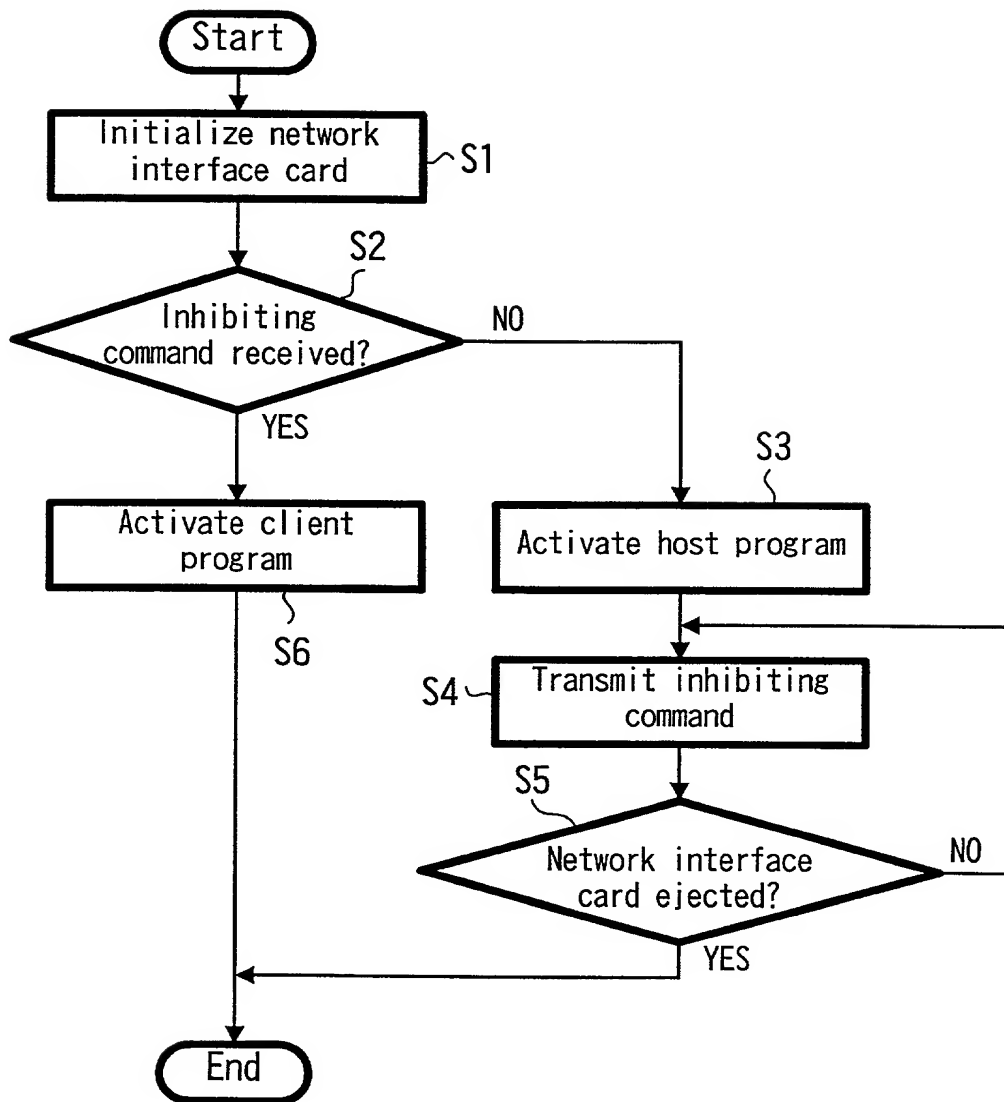 Start
Initialize network
interface card
S1
S2
Inhibiting
command received?
NO
YES
S3
Activate client
program
Activate host program
S6
S4
Transmit inhibiting
command
S5
Network interface
card ejected?
NO
YES
End